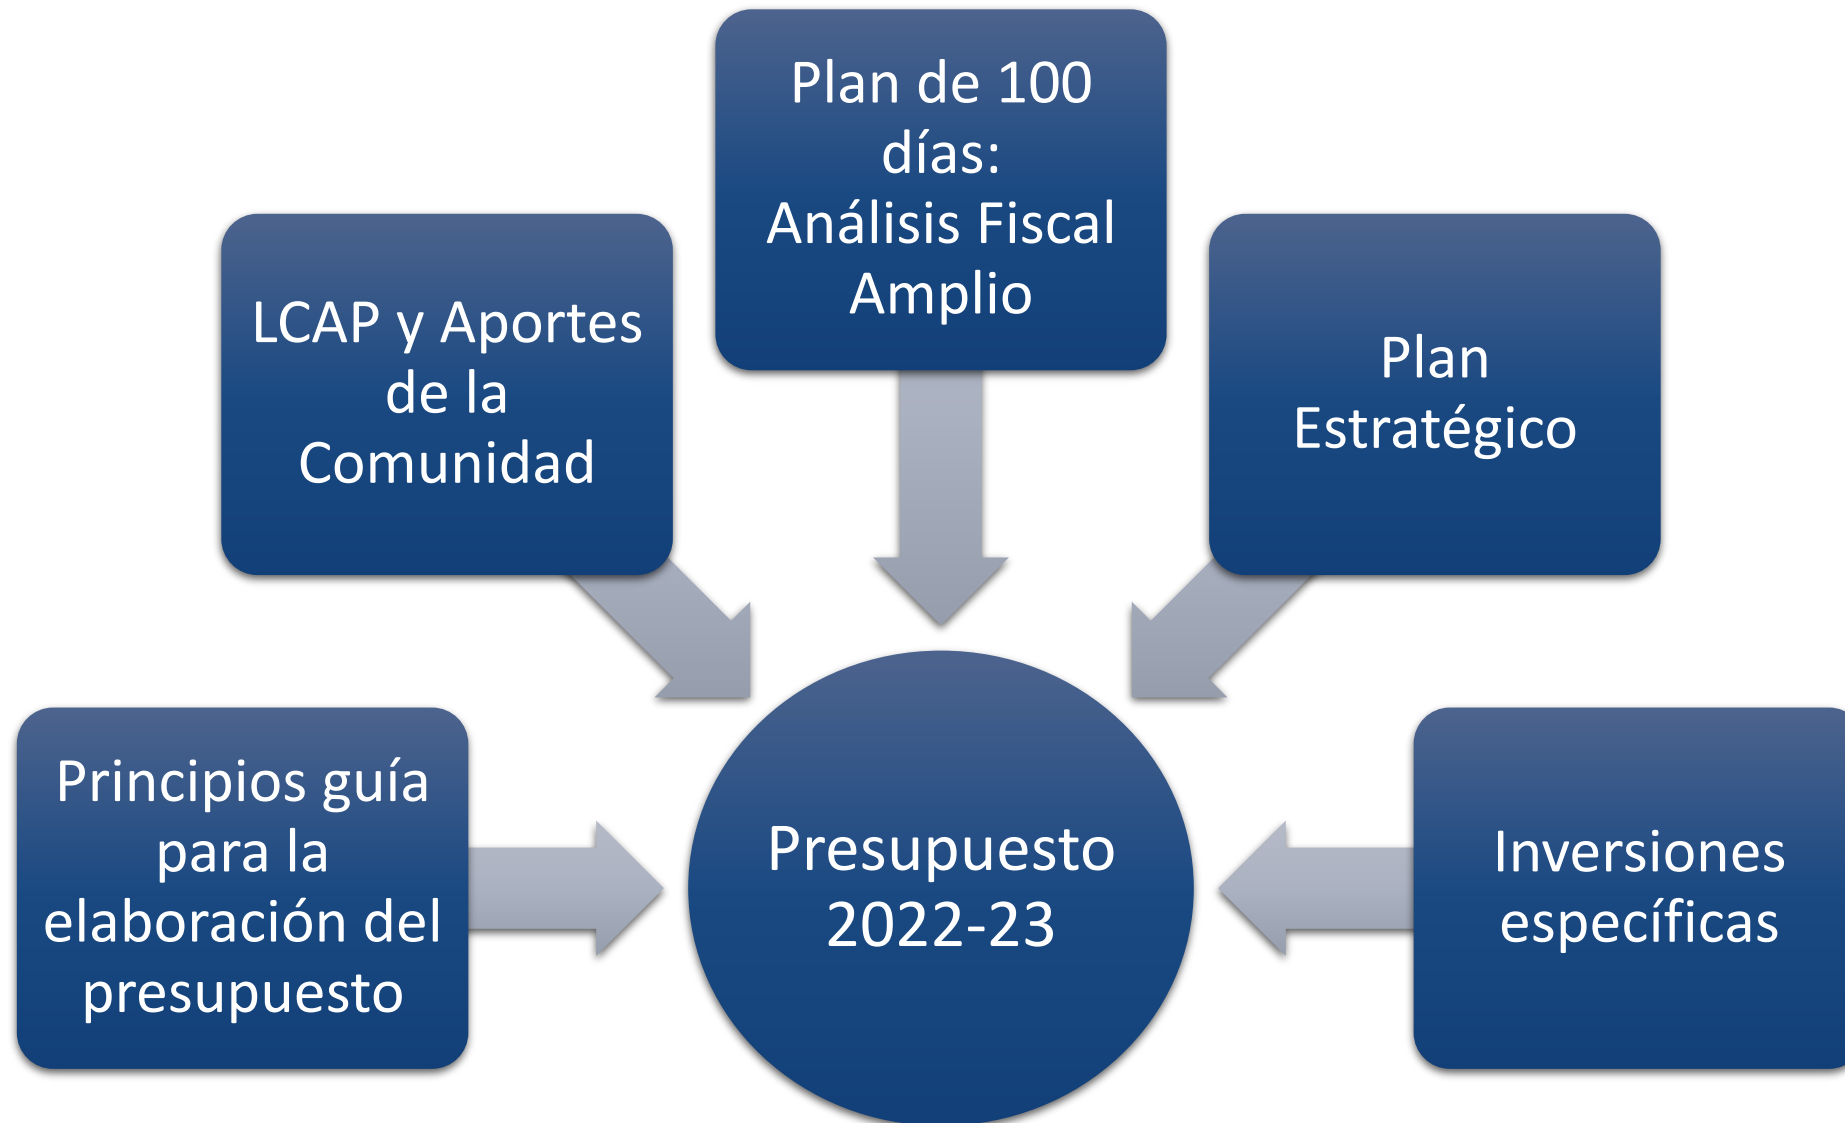 Plan de 100
días:
Análisis Fiscal
Amplio
LCAP y Aportes
de la
Comunidad
Plan
Estratégico
Principios guía
para la
elaboración del
presupuesto
Presupuesto
2022-23
Inversiones
específicas